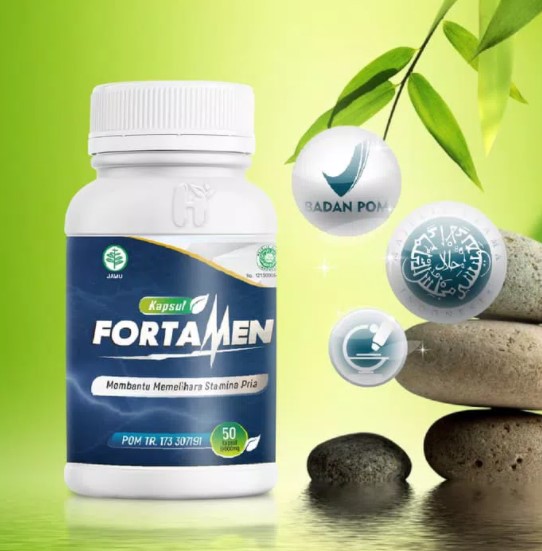 BADAN POM
JAMU
Kapsul
FORTAMEN
Membantu Memelihara Stamina Pria
POM TR. 173 307191
50